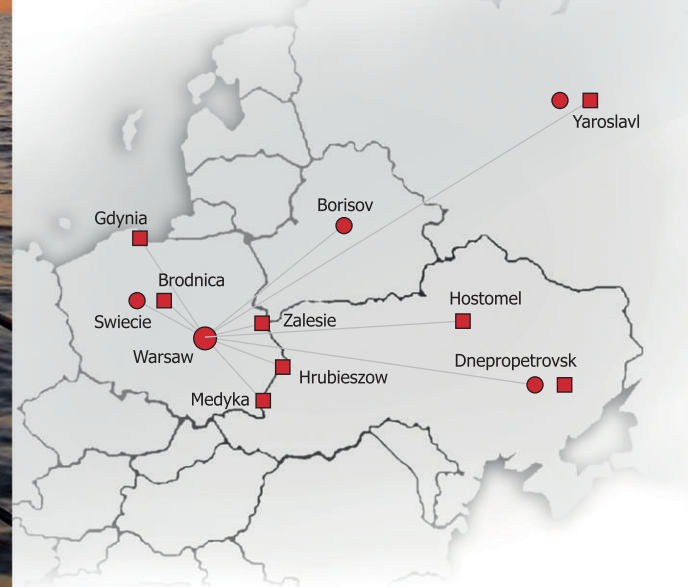 Yaroslavl
Borisov
Gdynia
Brodnica
Hostomel
Swiecie
Zalesie
Warsaw
Dnepropetrovsk
Hrubieszow
Medyka